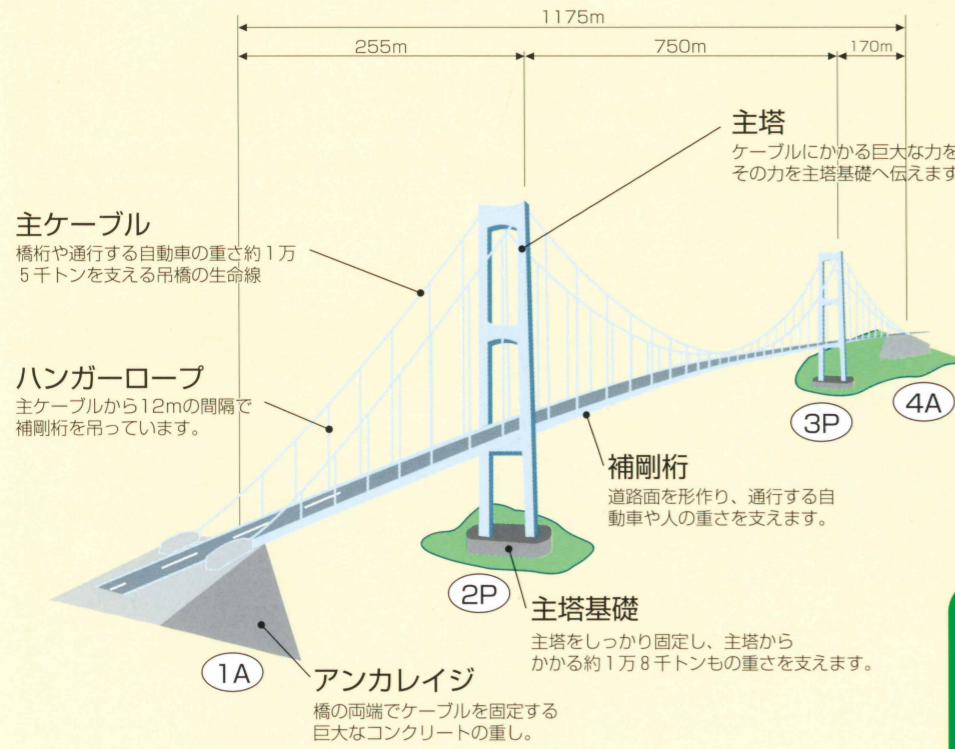 1175m
255m
750m
170m
主塔
ケーブルにかかる巨大な力を
その力を主塔基礎へ伝えます
主ケーブル
橋桁や通行する自動車の重さ約1万
5千トンを支える吊橋の生命線
ハンガーロープ
主ケーブルから12mの間隔で
補剛桁を吊っています。
3P
4A
補剛桁
道路面を形作り、通行する自
動車や人の重さを支えます。
2P
主塔基礎
主塔をしっかり固定し、主塔から
かかる約1万8千トンもの重さを支えます。
1A
アンカレイジ
橋の両端でケーブルを固定する
巨大なコンクリートの重し。